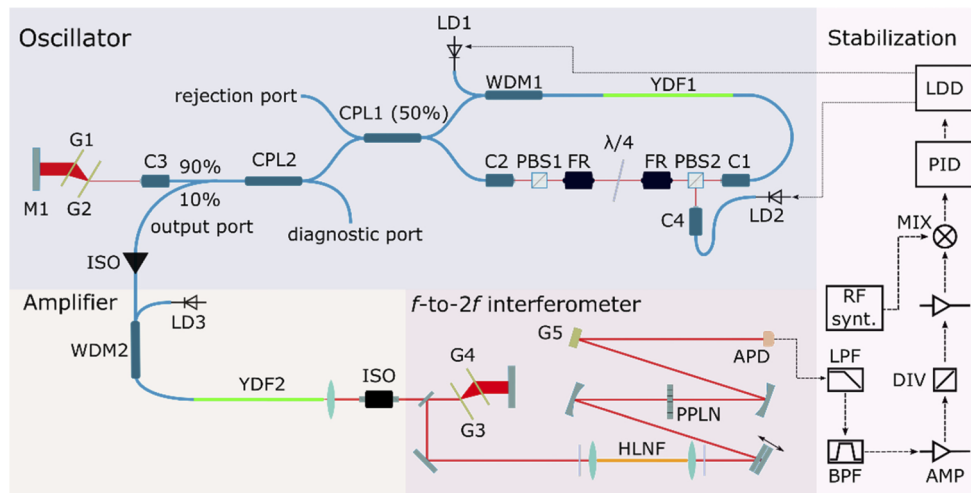 Oscillator
LD1
Stabilization
WDM1
YDF1
LDD
rejection port
CPL1 (50%)
G1
C3
90%
CPL2
C2
PBS1
FR
λ/4
FR
PBS2
C1
PID
M1
G2
10%
output port
diagnostic port
C4
LD2
MIX
ISO
Amplifier
LD3
f-to-2f interferometer
RF
synt.
WDM2
G5
APD
LPF
DIV
YDF2
ISO
G4
G3
PPLN
HLNF
BPF
AMP